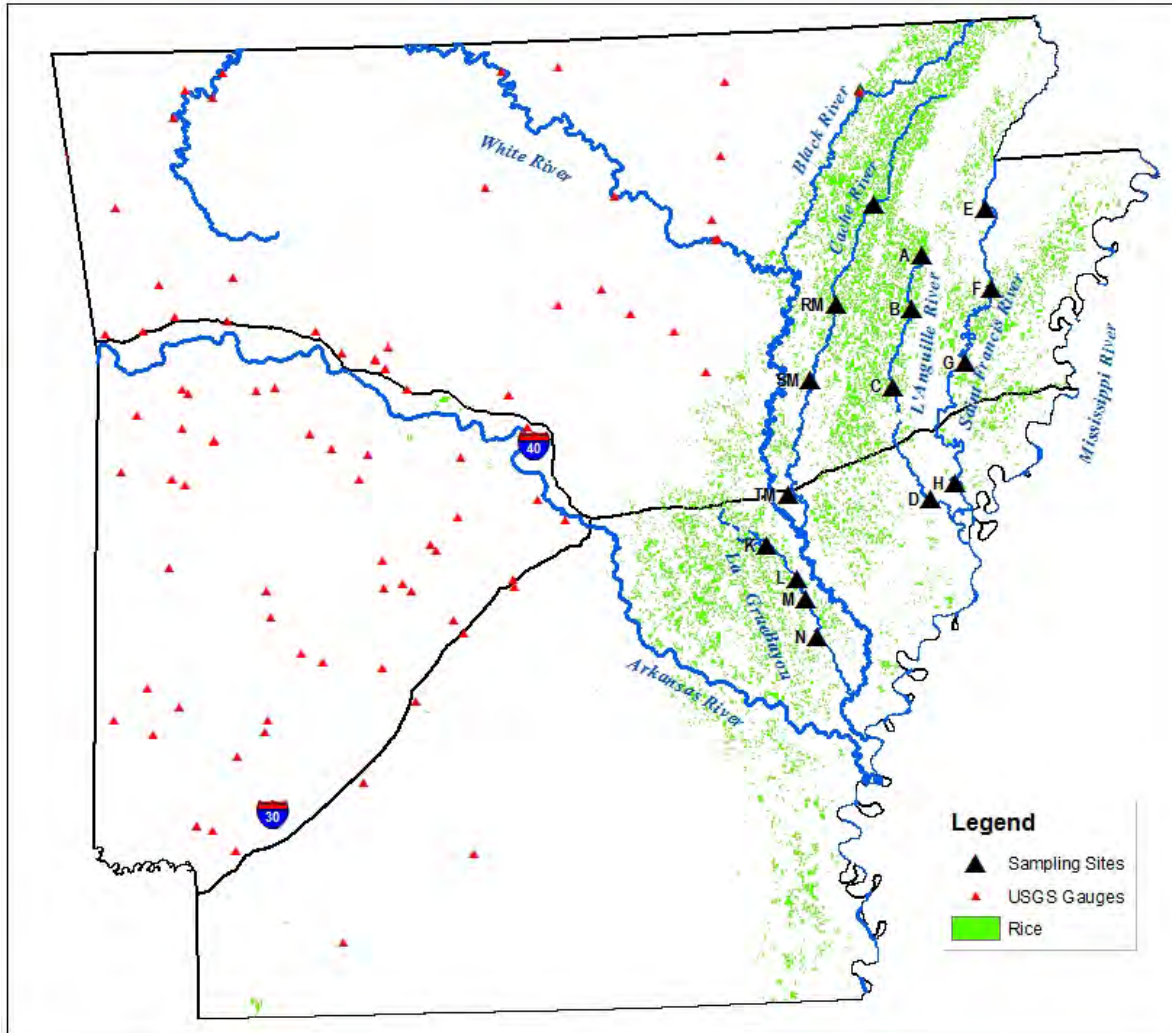 White River
Black River
Cache River
E
A
F
RM
B
L'Anguille River
Saint Francis River
G
Mississippi River
SM
C
40
H
D
TM
K
La Grue Bayou
L
M
N
Arkansas River
30
Legend
Sampling Sites
USGS Gauges
Rice